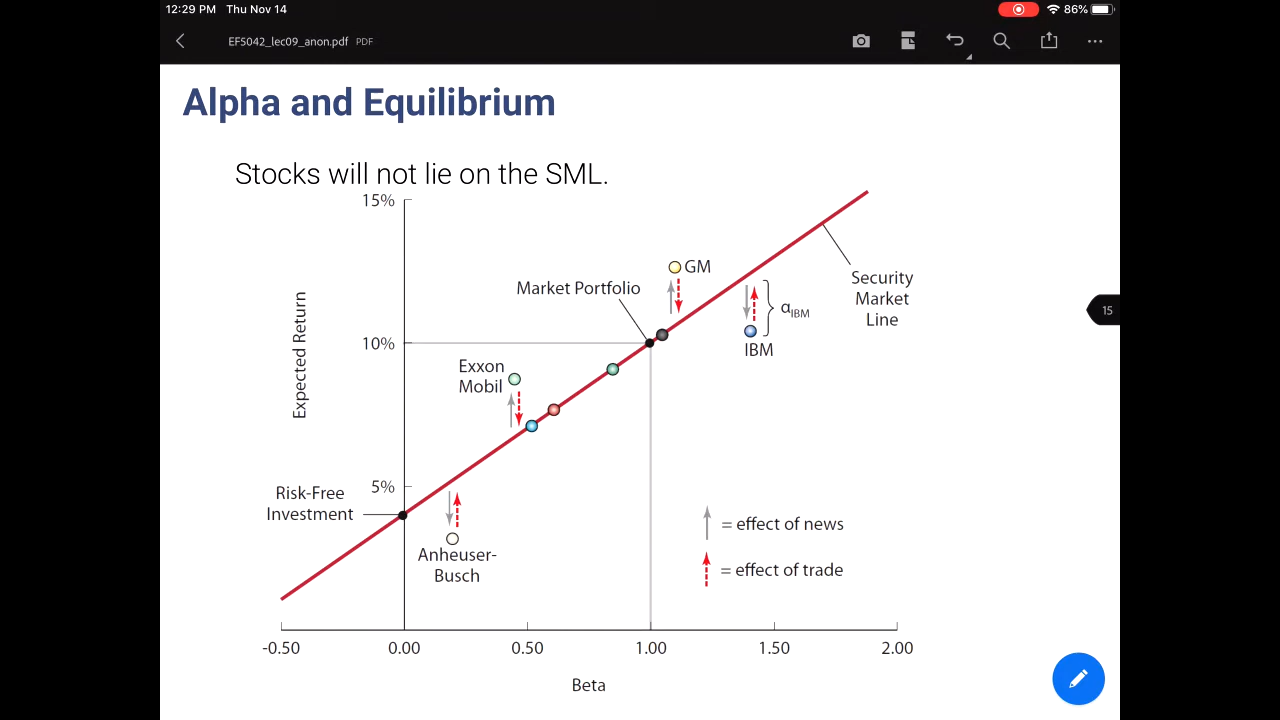 12:29 PM Thu Nov 14
86%
EF5042_lec09_anon.pdf PDF
Alpha and Equilibrium
Stocks will not lie on the SML.
15%
GM
Market Portfolio
Security
Market
Line
αIBM
IBM
10%
Exxon
Mobil
Expected Return
15
5%
Risk-Free
Investment
Anheuser-
Busch
= effect of news
= effect of trade
-0.50 0.00 0.50 1.00 1.50 2.00
Beta